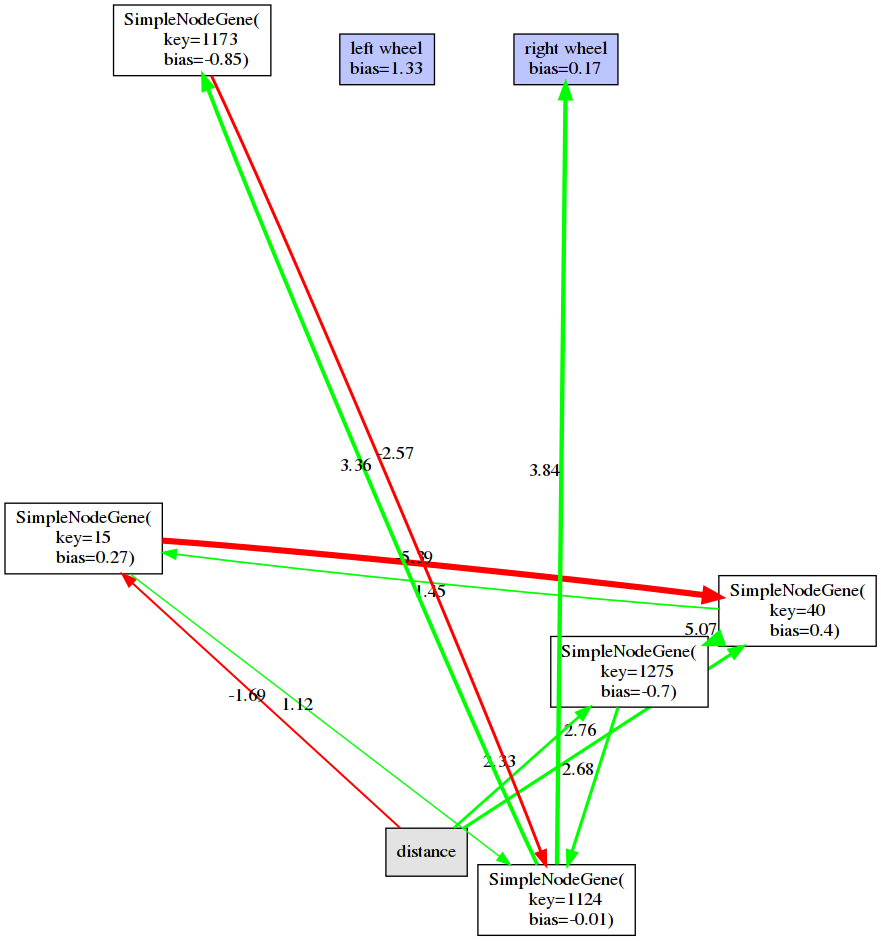 SimpleNodeGene(
key=1173
bias=-0.85)
left wheel
bias=1.33
right wheel
bias=0.17
-2.57
3.36
3.84
SimpleNodeGene(
key=15
bias=0.27)
1.45
SimpleNodeGene(
key=40
bias=0.4)
5.07
SimpleNodeGene(
key=1275
bias=-0.7)
-1.69
1.12
2.76
2.33
2.68
distance
SimpleNodeGene(
key=1124
bias=-0.01)